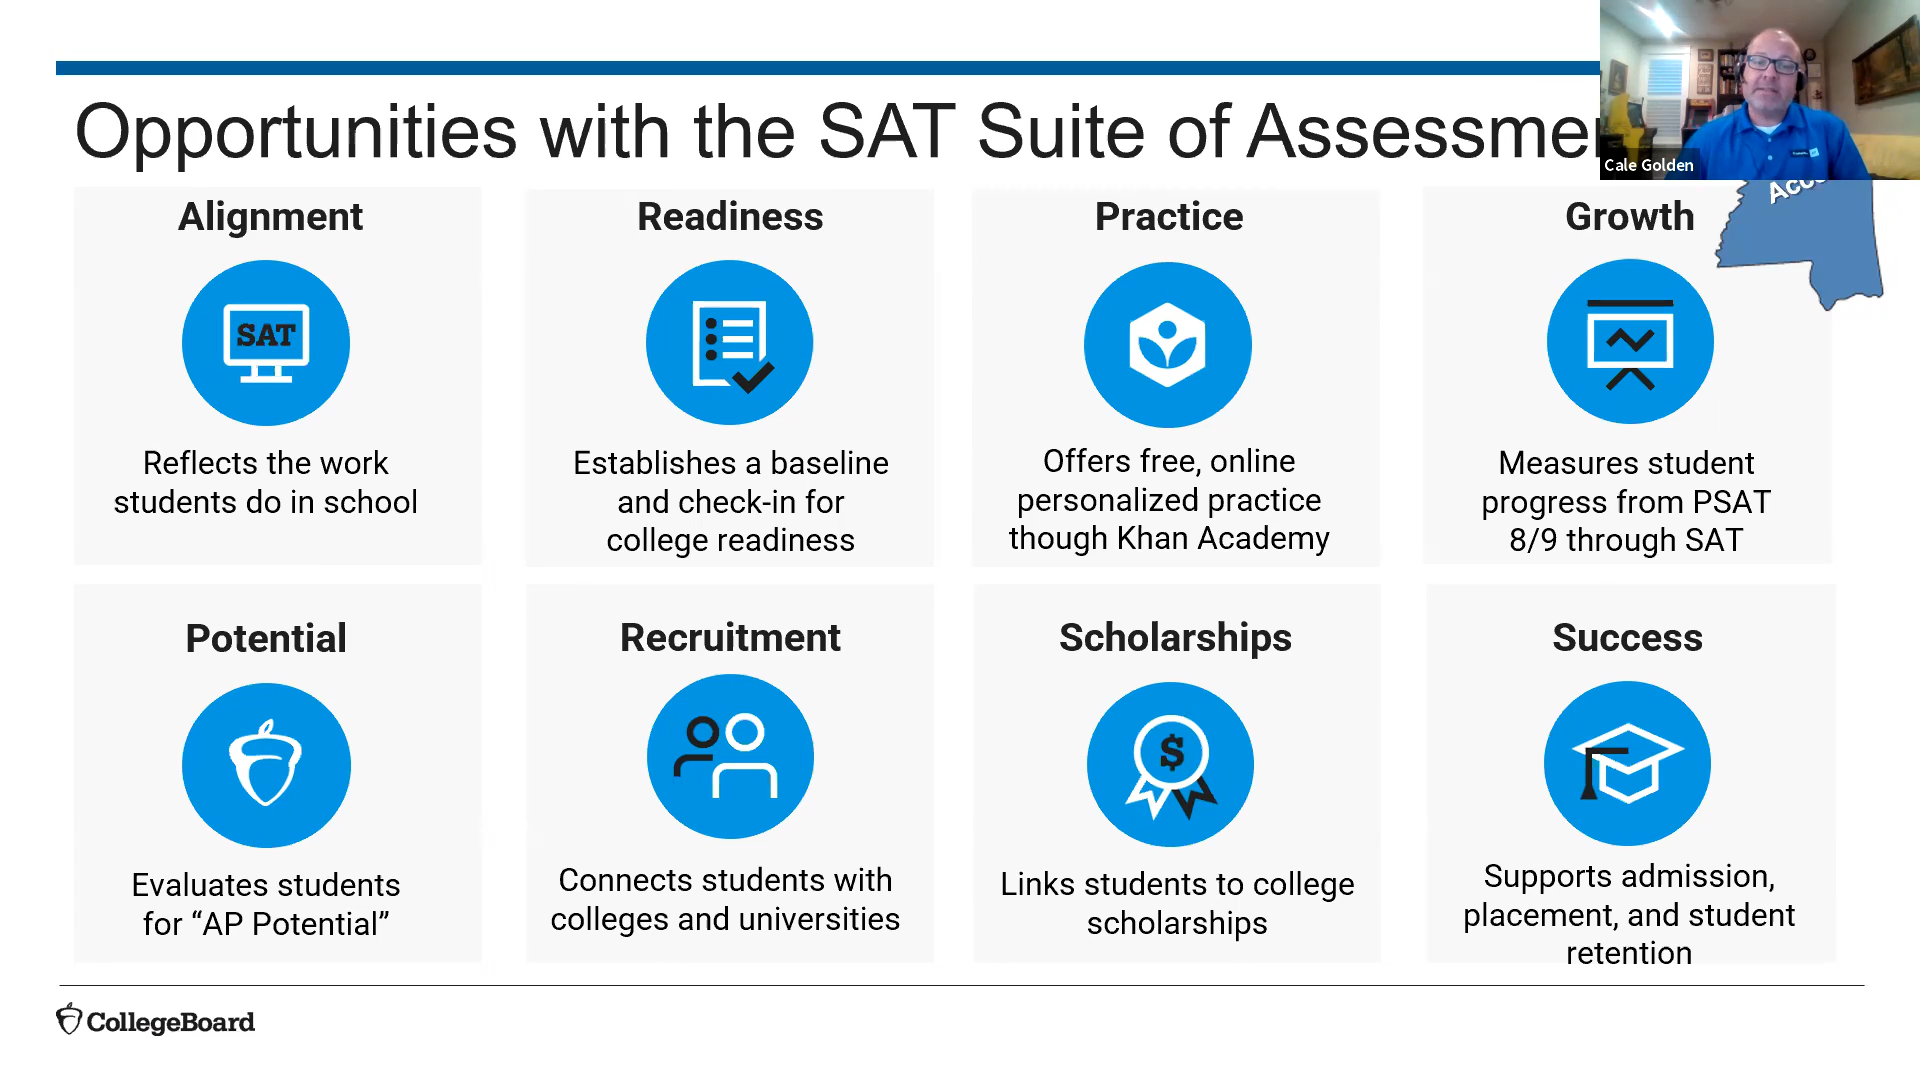 Opportunities with the SAT Suite of
Cale Golden
Alignment
SAT
Reflects the work
students do in school
Readiness
Establishes a baseline
and check-in for
college readiness
Practice
Offers free, online
personalized practice
though Khan Academy
Growth
Measures student
progress from PSAT
8/9 through SAT
Potential
Evaluates students
for “AP Potential”
Recruitment
Connects students with
colleges and universities
Scholarships
$
Links students to college
scholarships
Success
Supports admission,
placement, and student
retention
CollegeBoard